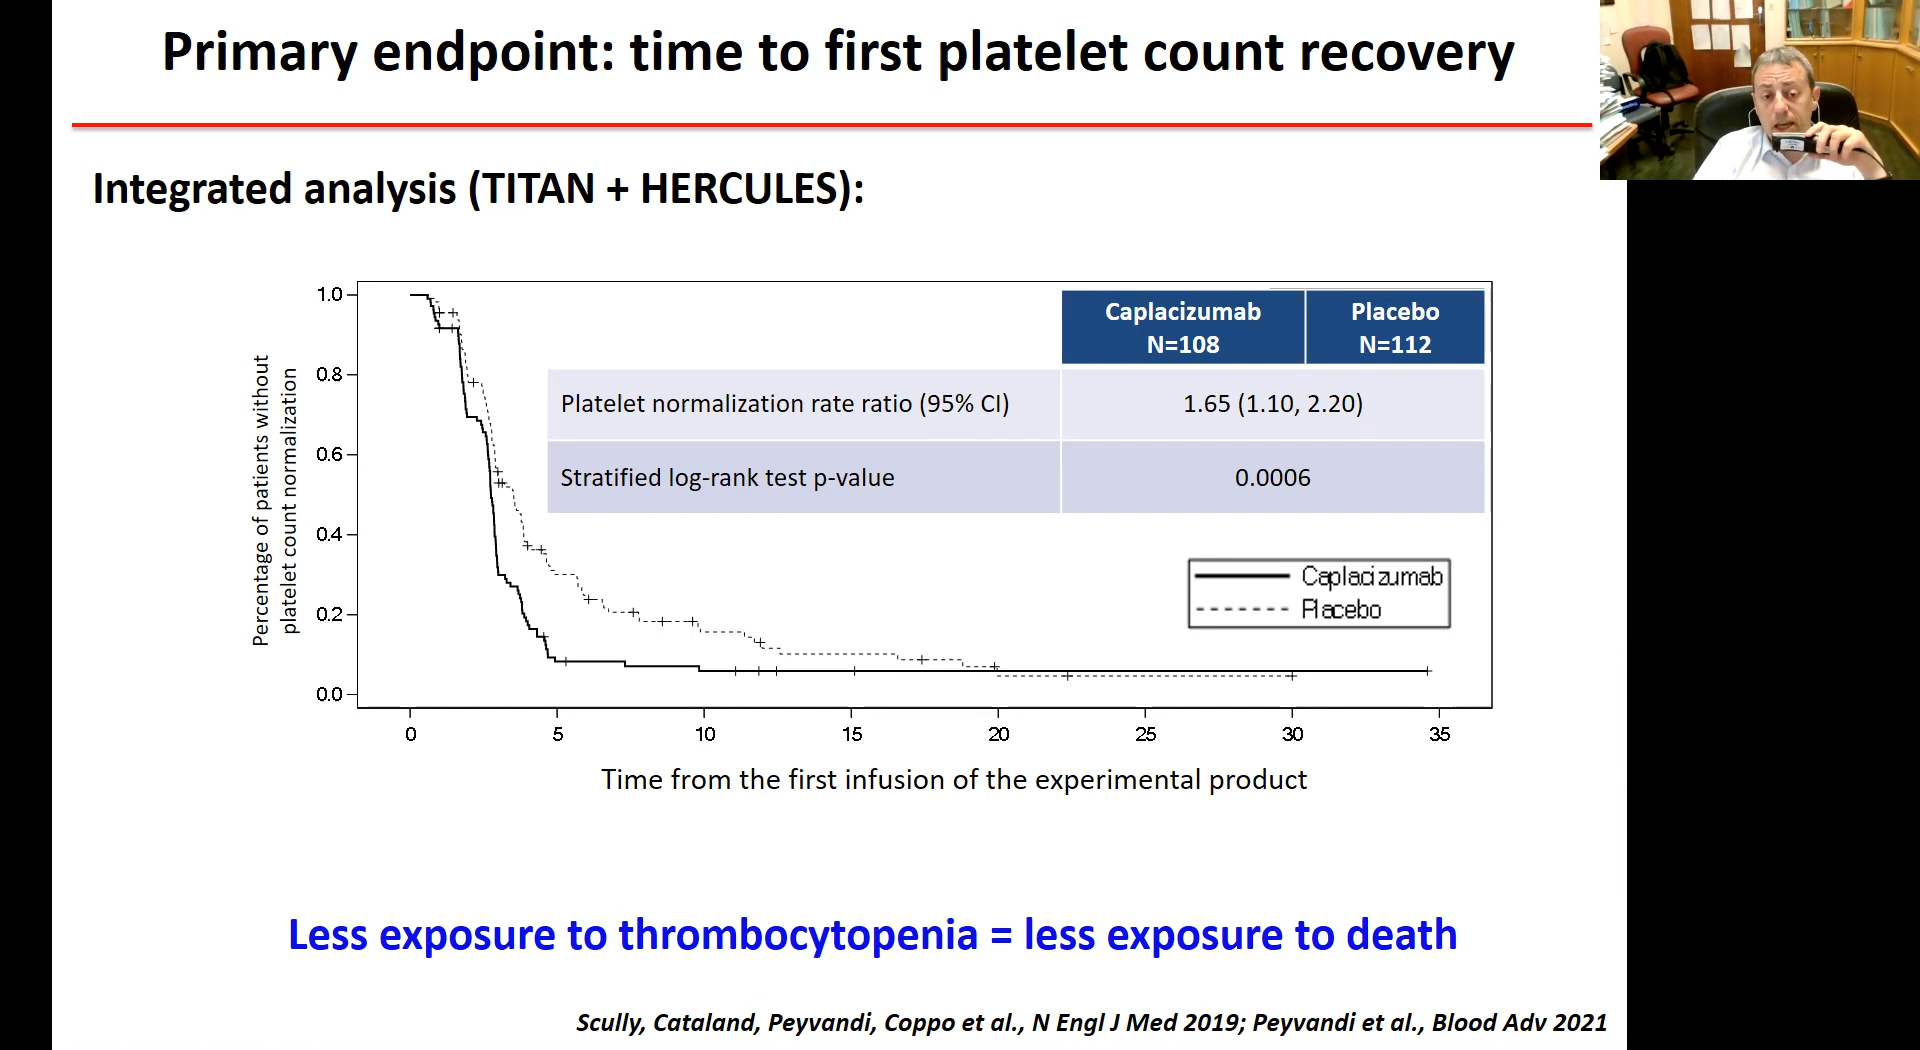 Primary endpoint: time to first platelet count recovery
Integrated analysis (TITAN + HERCULES):
Percentage of patients without
platelet count normalization
1.0
0.8
0.6
0.4
0.2
0.0
Caplacizumab Placebo
N=108 N=112
Platelet normalization rate ratio (95% CI) 1.65 (1.10, 2.20)
Stratified log-rank test p-value 0.0006
Caplacizumab
Placebo
0 5 10 15 20 25 30 35
Time from the first infusion of the experimental product
Less exposure to thrombocytopenia = less exposure to death
Scully, Cataland, Peyvandi, Coppo et al., N Engl J Med 2019; Peyvandi et al., Blood Adv 2021